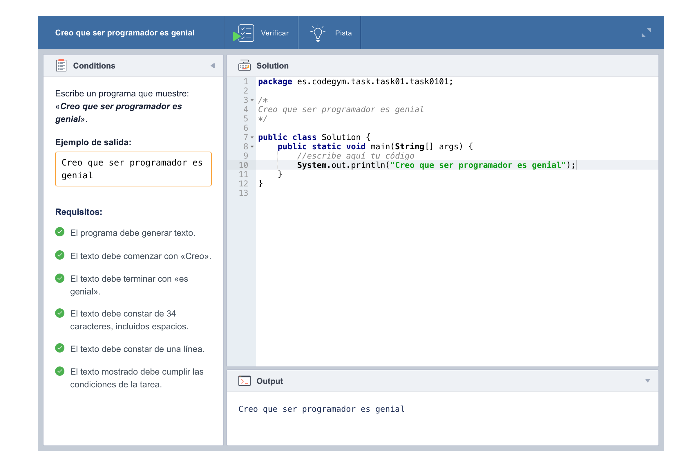 Creo que ser programador es genial
Verificar
Pista
Conditions
Escribe un programa que muestre:
«Creo que ser programador es
genial».
Ejemplo de salida:
Creo que ser programador es
genial
Requisitos:
El programa debe generar texto.
El texto debe comenzar con «Creo».
El texto debe terminar con «es
genial».
El texto debe constar de 34
caracteres, incluidos espacios.
El texto debe constar de una línea.
El texto mostrado debe cumplir las
condiciones de la tarea.
Solution
1 package es.codegym.task.task01.task0101;
2
3 /*
4 Creo que ser programador es genial
5 */
6
7 public class Solution {
8 public static void main(String[] args) {
9 //escribe aquí tu código
10 System.out.println("Creo que ser programador es genial");
11 }
12 }
13
Output
Creo que ser programador es genial